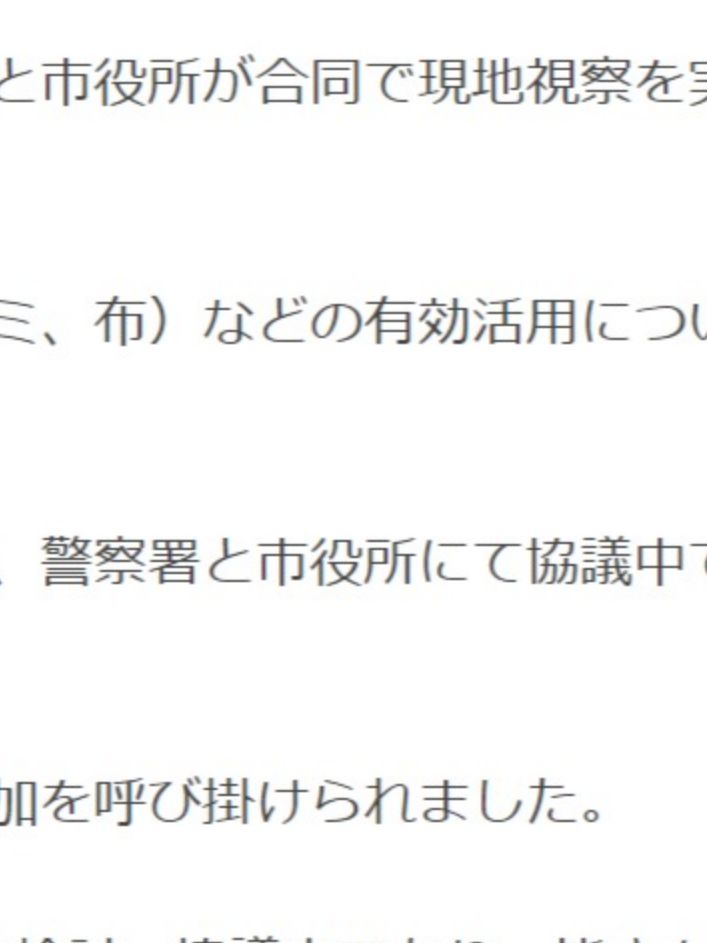 と市役所が合同で現地視察を実
ミ、布）などの有効活用につい
、警察署と市役所にて協議中で
加を呼び掛けられました。